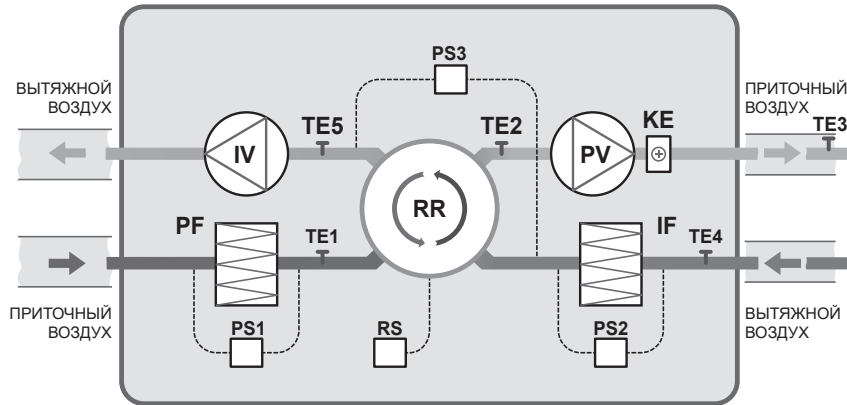 PS3
ВЫТЯЖНОЙ
ВОЗДУХ
ПРИТОЧНЫЙ
ВОЗДУХ
TE3
TE5
TE2
KE
IV
PV
RR
PF
TE1
IF
TE4
ПРИТОЧНЫЙ
ВОЗДУХ
PS1
RS
PS2
ВЫТЯЖНОЙ
ВОЗДУХ